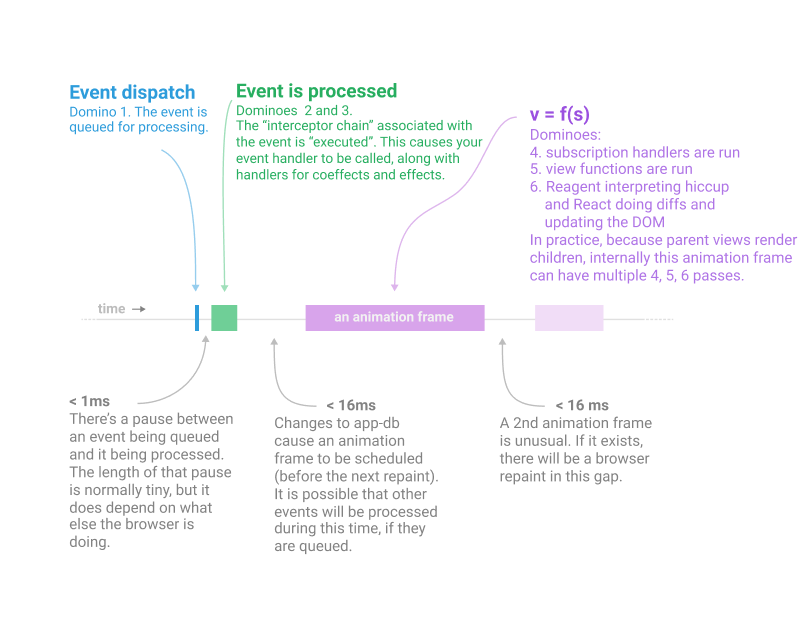 Event dispatch
Domino 1. The event is
queued for processing.
Event is processed
Dominoes  2 and 3.
The “interceptor chain” associated with
the event is “executed”. This causes your
event handler to be called, along with
handlers for coeffects and effects.
v = f(s)
Dominoes:
4. subscription handlers are run
5. view functions are run
6. Reagent interpreting hiccup
and React doing diffs and
updating the DOM
In practice, because parent views render
children, internally this animation frame
can have multiple 4, 5, 6 passes.
time →
an animation frame
< 1ms
There’s a pause between
an event being queued
and it being processed.
The length of that pause
is normally tiny, but it
does depend on what
else the browser is
doing.
< 16ms
Changes to app-db
cause an animation
frame to be scheduled
(before the next repaint).
It is possible that other
events will be processed
during this time, if they
are queued.
< 16 ms
A 2nd animation frame
is unusual. If it exists,
there will be a browser
repaint in this gap.